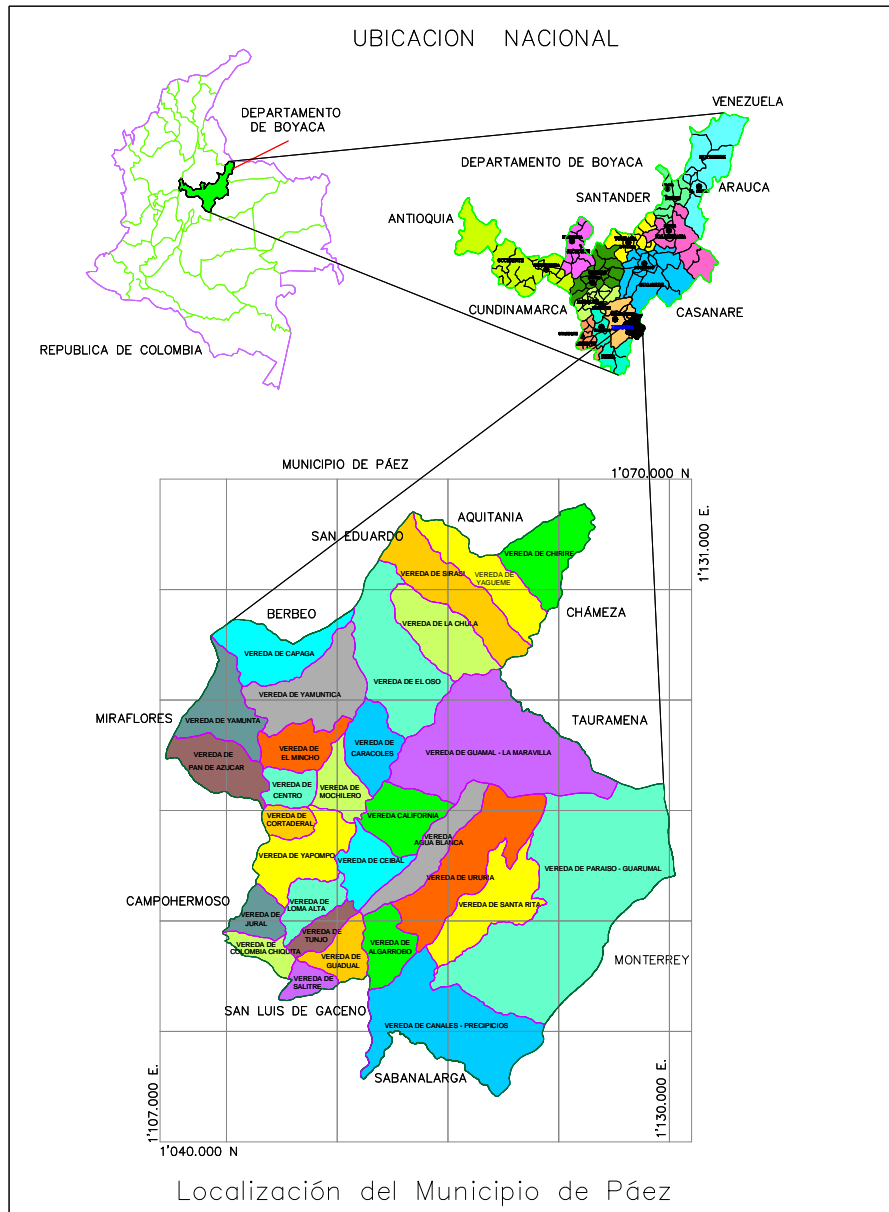 UBICACION NACIONAL
DEPARTAMENTO
DE BOYACA
VENEZUELA
DEPARTAMENTO DE BOYACA
ARAUCA
SANTANDER
ANTIOQUIA
CUNDINAMARCA
CASANARE
REPUBLICA DE COLOMBIA
MUNICIPIO DE PÁEZ
1'070.000 N
1'131.000 E.
AQUITANIA
SAN EDUARDO
VEREDA DE CHIRIRE
VEREDA DE SIRASI
VEREDA DE
YAGUEME
CHÁMEZA
BERBEO
VEREDA DE LA CHULA
VEREDA DE CAPAGA
VEREDA DE EL OSO
VEREDA DE YAMUNTICA
MIRAFLORES
VEREDA DE YAMUNTA
TAURAMENA
VEREDA DE
EL MINCHO
VEREDA DE
CARACOLES
VEREDA DE GUAMAL - LA MARAVILLA
VEREDA DE
PAN DE AZUCAR
VEREDA DE
CENTRO
VEREDA DE
MOCHILERO
VEREDA DE
CORTADERAL
VEREDA CALIFORNIA
VEREDA
AGUA BLANCA
VEREDA DE YAPOMPO
VEREDA DE CEIBAL
VEREDA DE PARAISO - GUARUMAL
VEREDA DE URURIA
CAMPOHERMOSO
VEREDA DE
LOMA ALTA
VEREDA DE SANTA RITA
VEREDA DE
JURAL
VEREDA DE
TUNJO
VEREDA DE
COLOMBIA CHIQUITA
VEREDA DE
ALGARROBO
VEREDA DE
GUADUAL
MONTERREY
VEREDA DE
SALITRE
SAN LUIS DE GACENO
VEREDA DE CANALES - PRECIPICIOS
SABANALARGA
1'107.000 E.
1'130.000 E.
1'040.000 N
Localización del Municipio de Páez